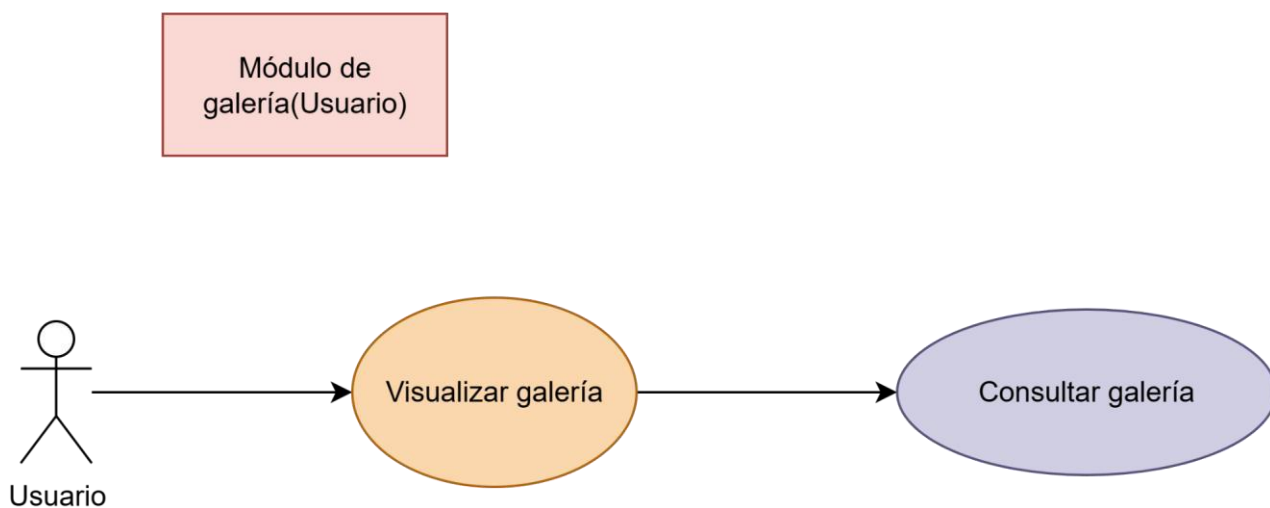 Módulo de
galería(Usuario)
Visualizar galería
Consultar galería
Usuario